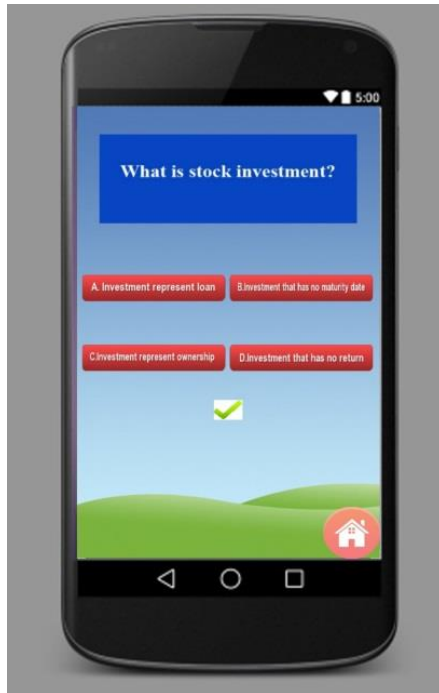 5:00
What is stock investment?
A. Investment represent loan
B.Investment that has no maturity date
C.Investment represent ownership
D.Investment that has no return